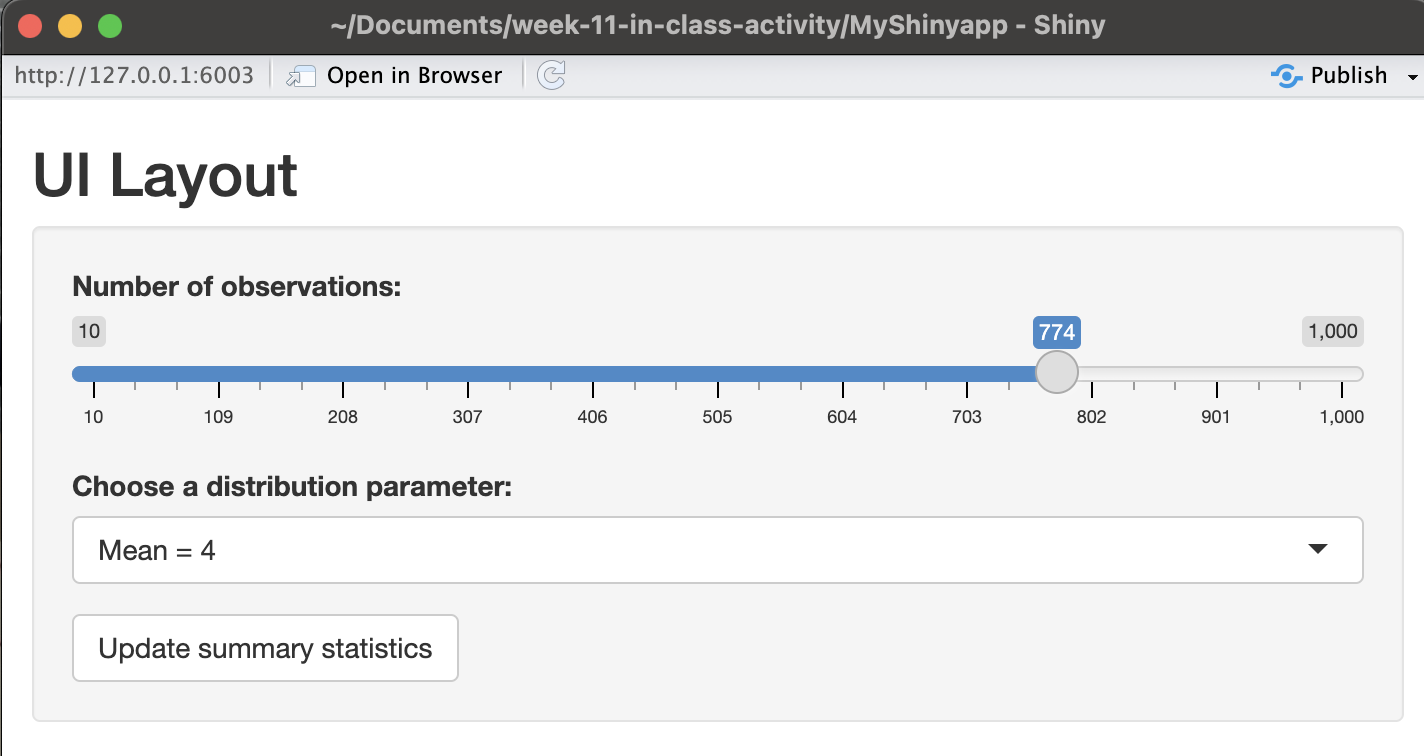 ~/Documents/week-11-in-class-activity/MyShinyapp - Shiny
http://127.0.0.1:6003 Open in Browser Publish
UI Layout
Number of observations:
10 774 1,000
10 109 208 307 406 505 604 703 802 901 1,000
Choose a distribution parameter:
Mean = 4
Update summary statistics